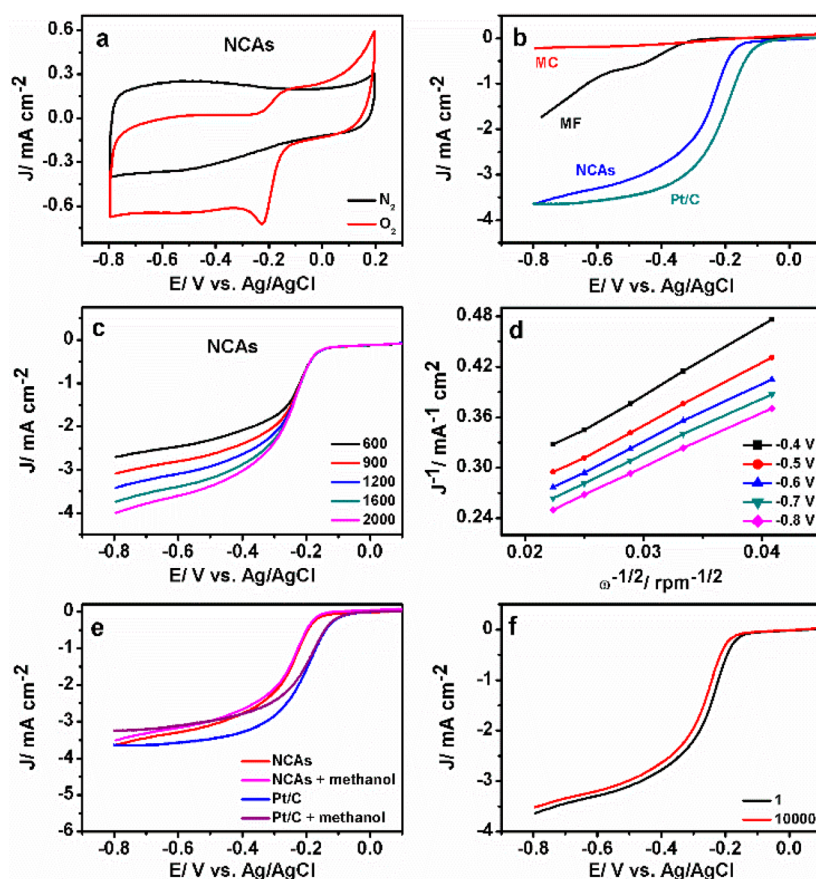 a
NCAs
0.6
0.3
0.0
-0.3
-0.6
J/ mA cm-2
N2
O2
-0.8 -0.6 -0.4 -0.2 0.0 0.2
E/ V vs. Ag/AgCl
b
0
-1
-2
-3
-4
J/ mA cm-2
MC
MF
NCAs
Pt/C
-0.8 -0.6 -0.4 -0.2 0.0
E/ V vs. Ag/AgCl
c
NCAs
0
-1
-2
-3
-4
J/ mA cm-2
600
900
1200
1600
2000
-0.8 -0.6 -0.4 -0.2 0.0
E/ V vs. Ag/AgCl
d
0.48
0.42
0.36
0.30
0.24
J-1/ mA-1 cm2
-0.4 V
-0.5 V
-0.6 V
-0.7 V
-0.8 V
0.02 0.03 0.04
ω-1/2/ rpm-1/2
e
0
-1
-2
-3
-4
-5
-6
J/ mA cm-2
NCAs
NCAs + methanol
Pt/C
Pt/C + methanol
-0.8 -0.6 -0.4 -0.2 0.0
E/ V vs. Ag/AgCl
f
0
-1
-2
-3
-4
J/ mA cm-2
1
10000
-0.8 -0.6 -0.4 -0.2 0.0
E/ V vs. Ag/AgCl